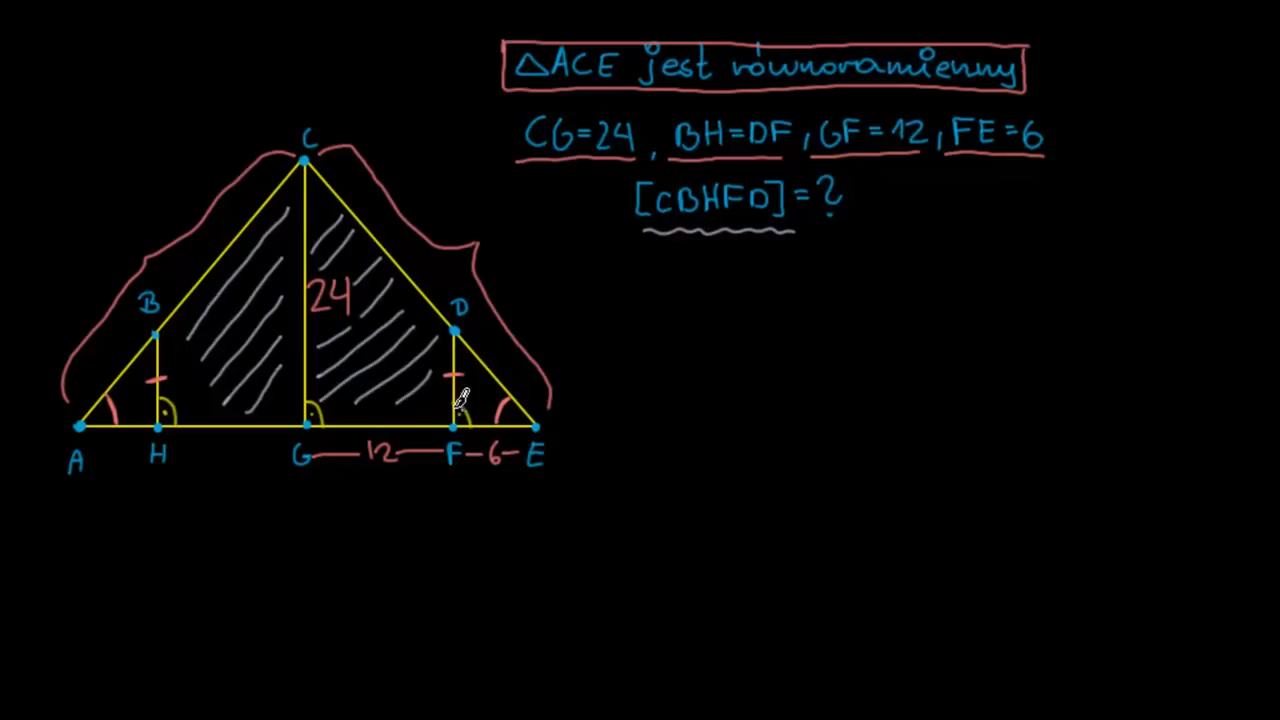 △ACE jest równoramienny
CG=24, BH=DF, GF=12, FE=6
[CBHFD]=?
C
B
24
D
A
H
G
12
F
6
E